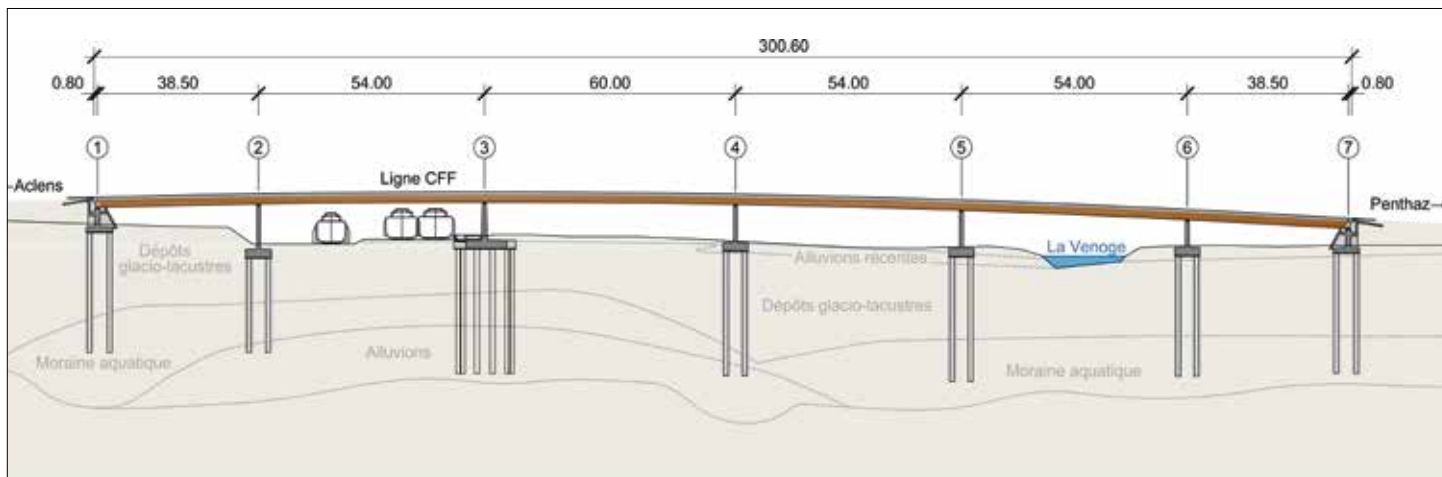 300.60
0.80 38.50 54.00 60.00 54.00 54.00 38.50 0.80
1 2 3 4 5 6 7
Aclens
Ligne CFF
Penthaz
La Venoge
Dépôts
glacio-lacustres
Alluvions récentes
Dépôts glacio-lacustres
Moraine aquatique
Alluvions
Moraine aquatique